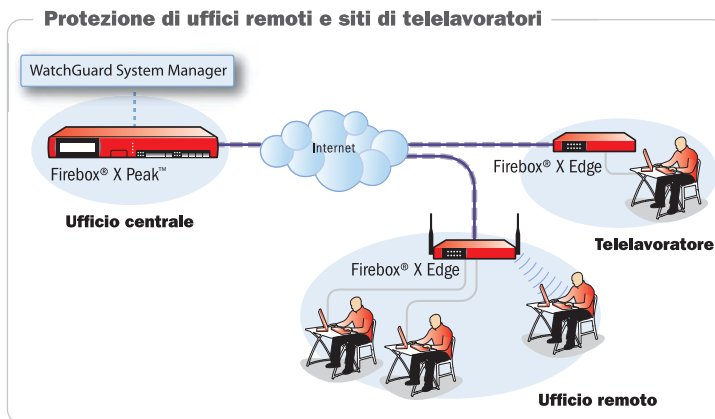 Protezione di uffici remoti e siti di telelavoratori
WatchGuard System Manager
Internet
Firebox® X Peak™
Firebox® X Edge
Ufficio centrale
Telelavoratore
Firebox® X Edge
Ufficio remoto